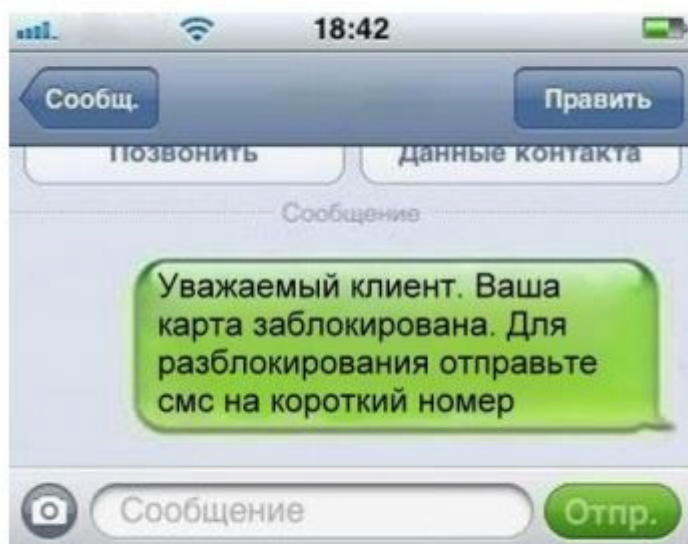 18:42
Сообщ.
Править
Позвонить
Данные контакта
Сообщение
Уважаемый клиент. Ваша
карта заблокирована. Для
разблокирования отправьте
смс на короткий номер
Сообщение
Отпр.